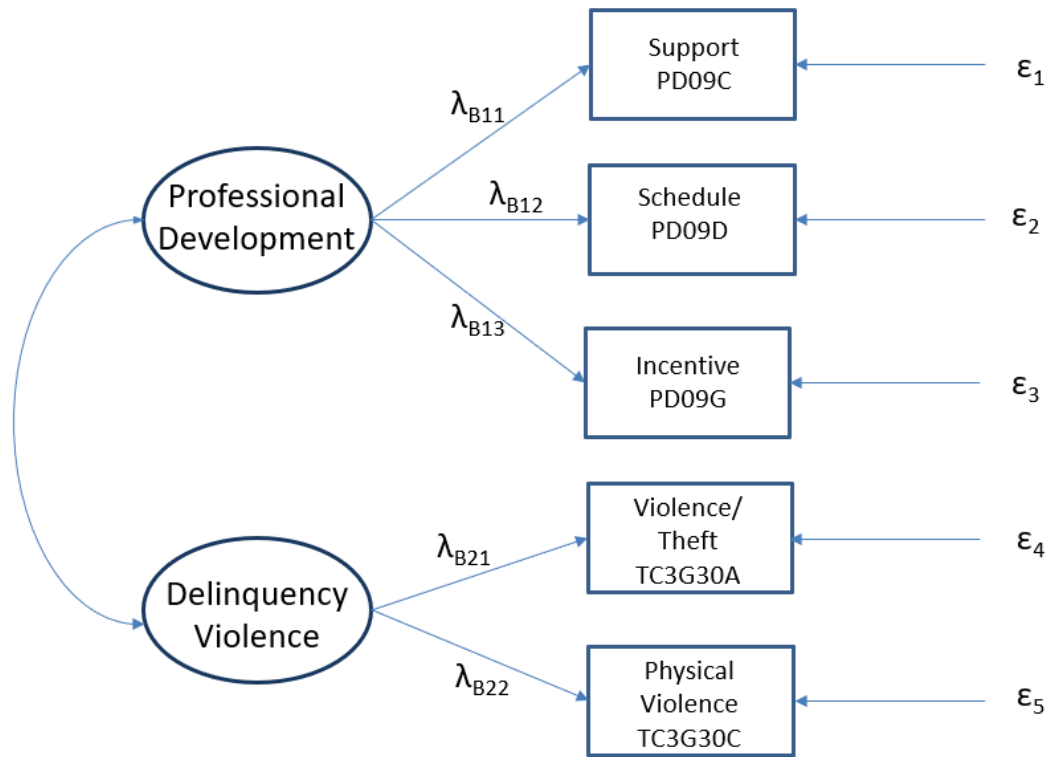 Support
PD09C
ε1
λB11
Professional
Development
λB12
Schedule
PD09D
ε2
λB13
Incentive
PD09G
ε3
Violence/
Theft
TC3G30A
ε4
λB21
Delinquency
Violence
λB22
Physical
Violence
TC3G30C
ε5